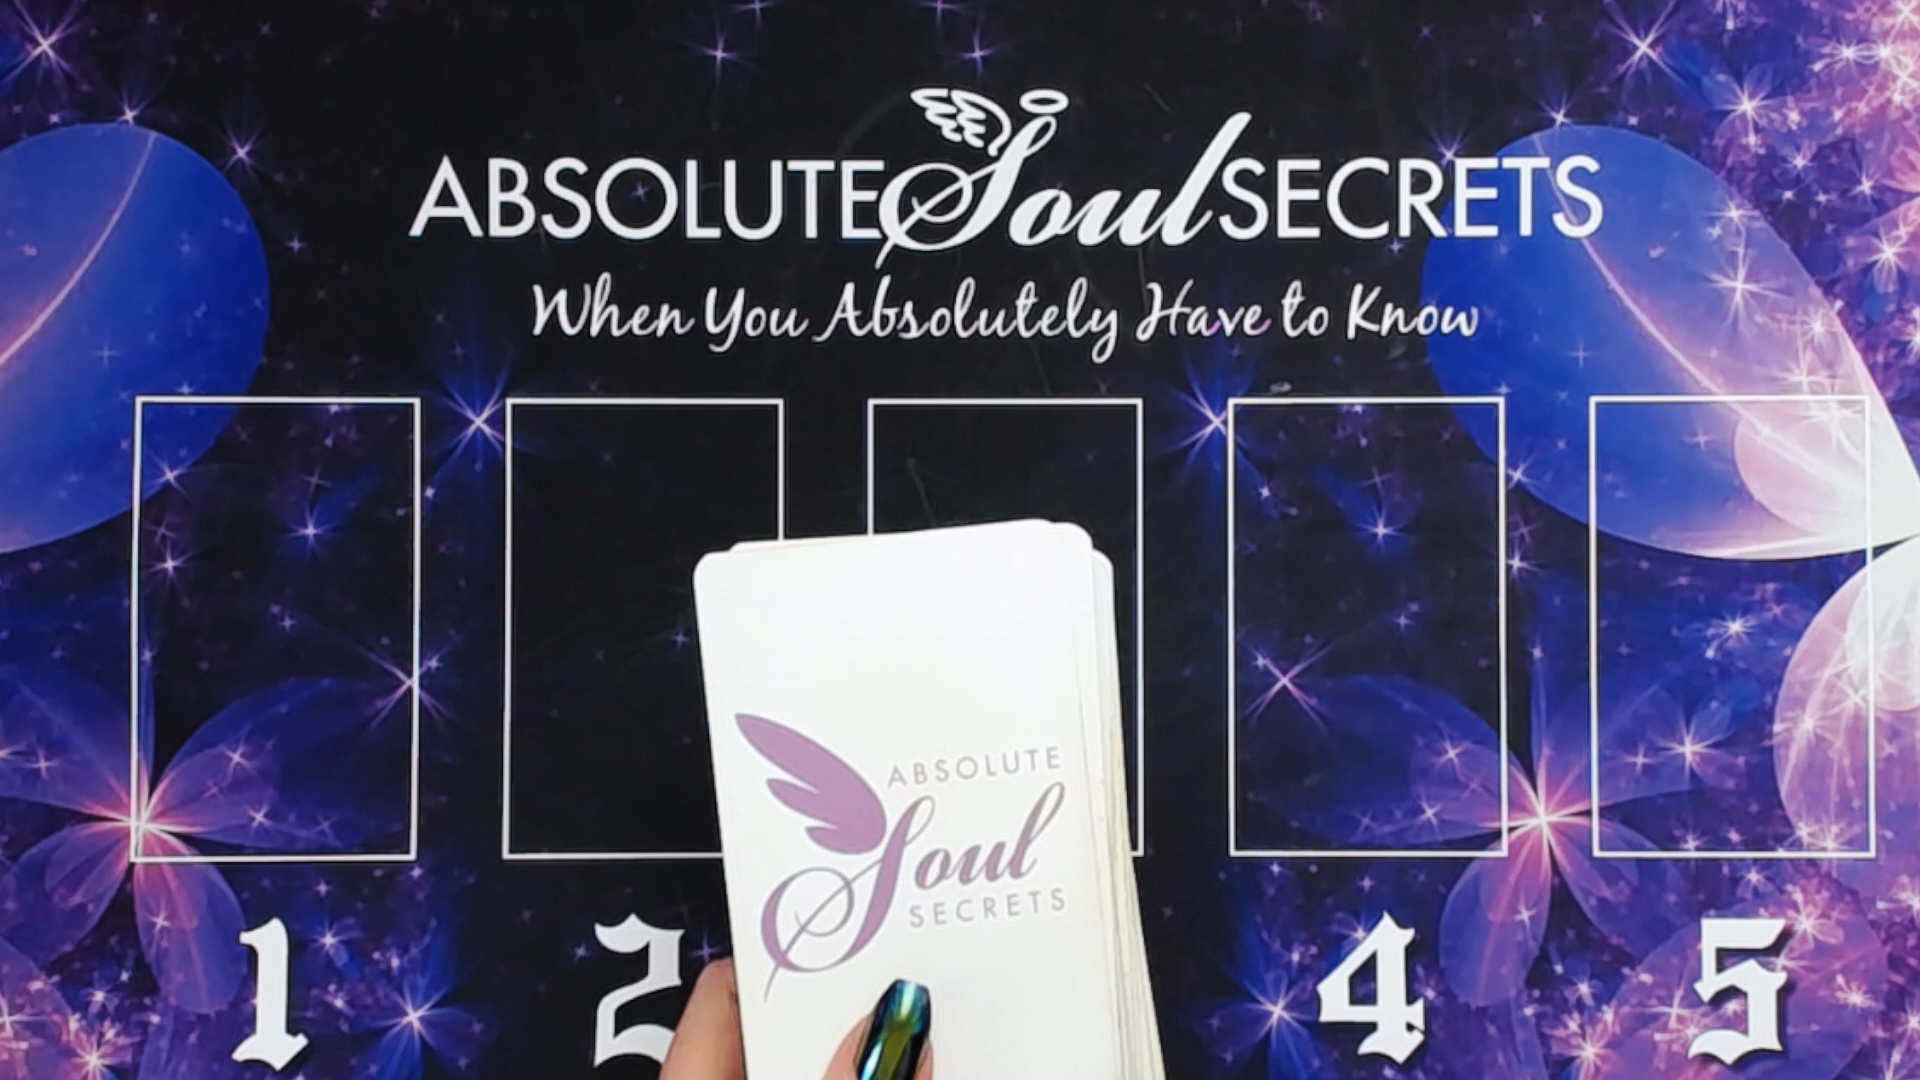 ABSOLUTE Soul SECRETS
When You Absolutely Have to Know
ABSOLUTE
Soul
SECRETS
1 2 4 5